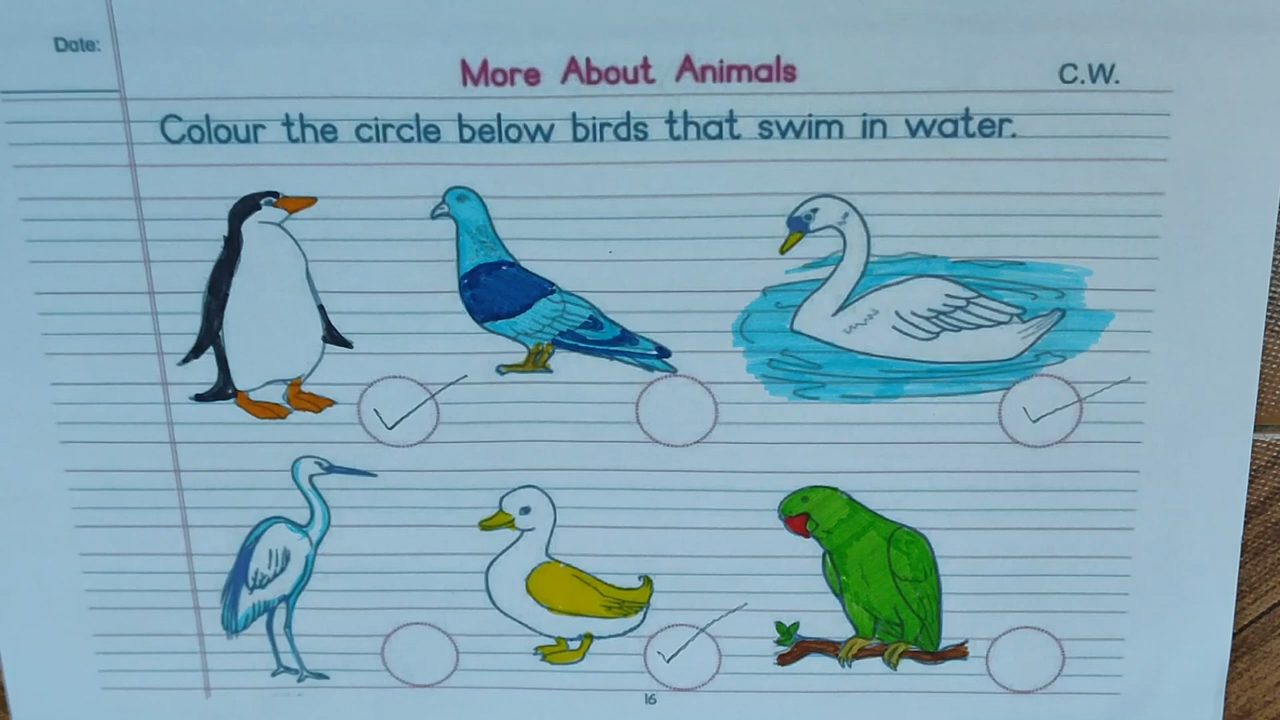 Date:
More About Animals
C.W.
Colour the circle below birds that swim in water.
16